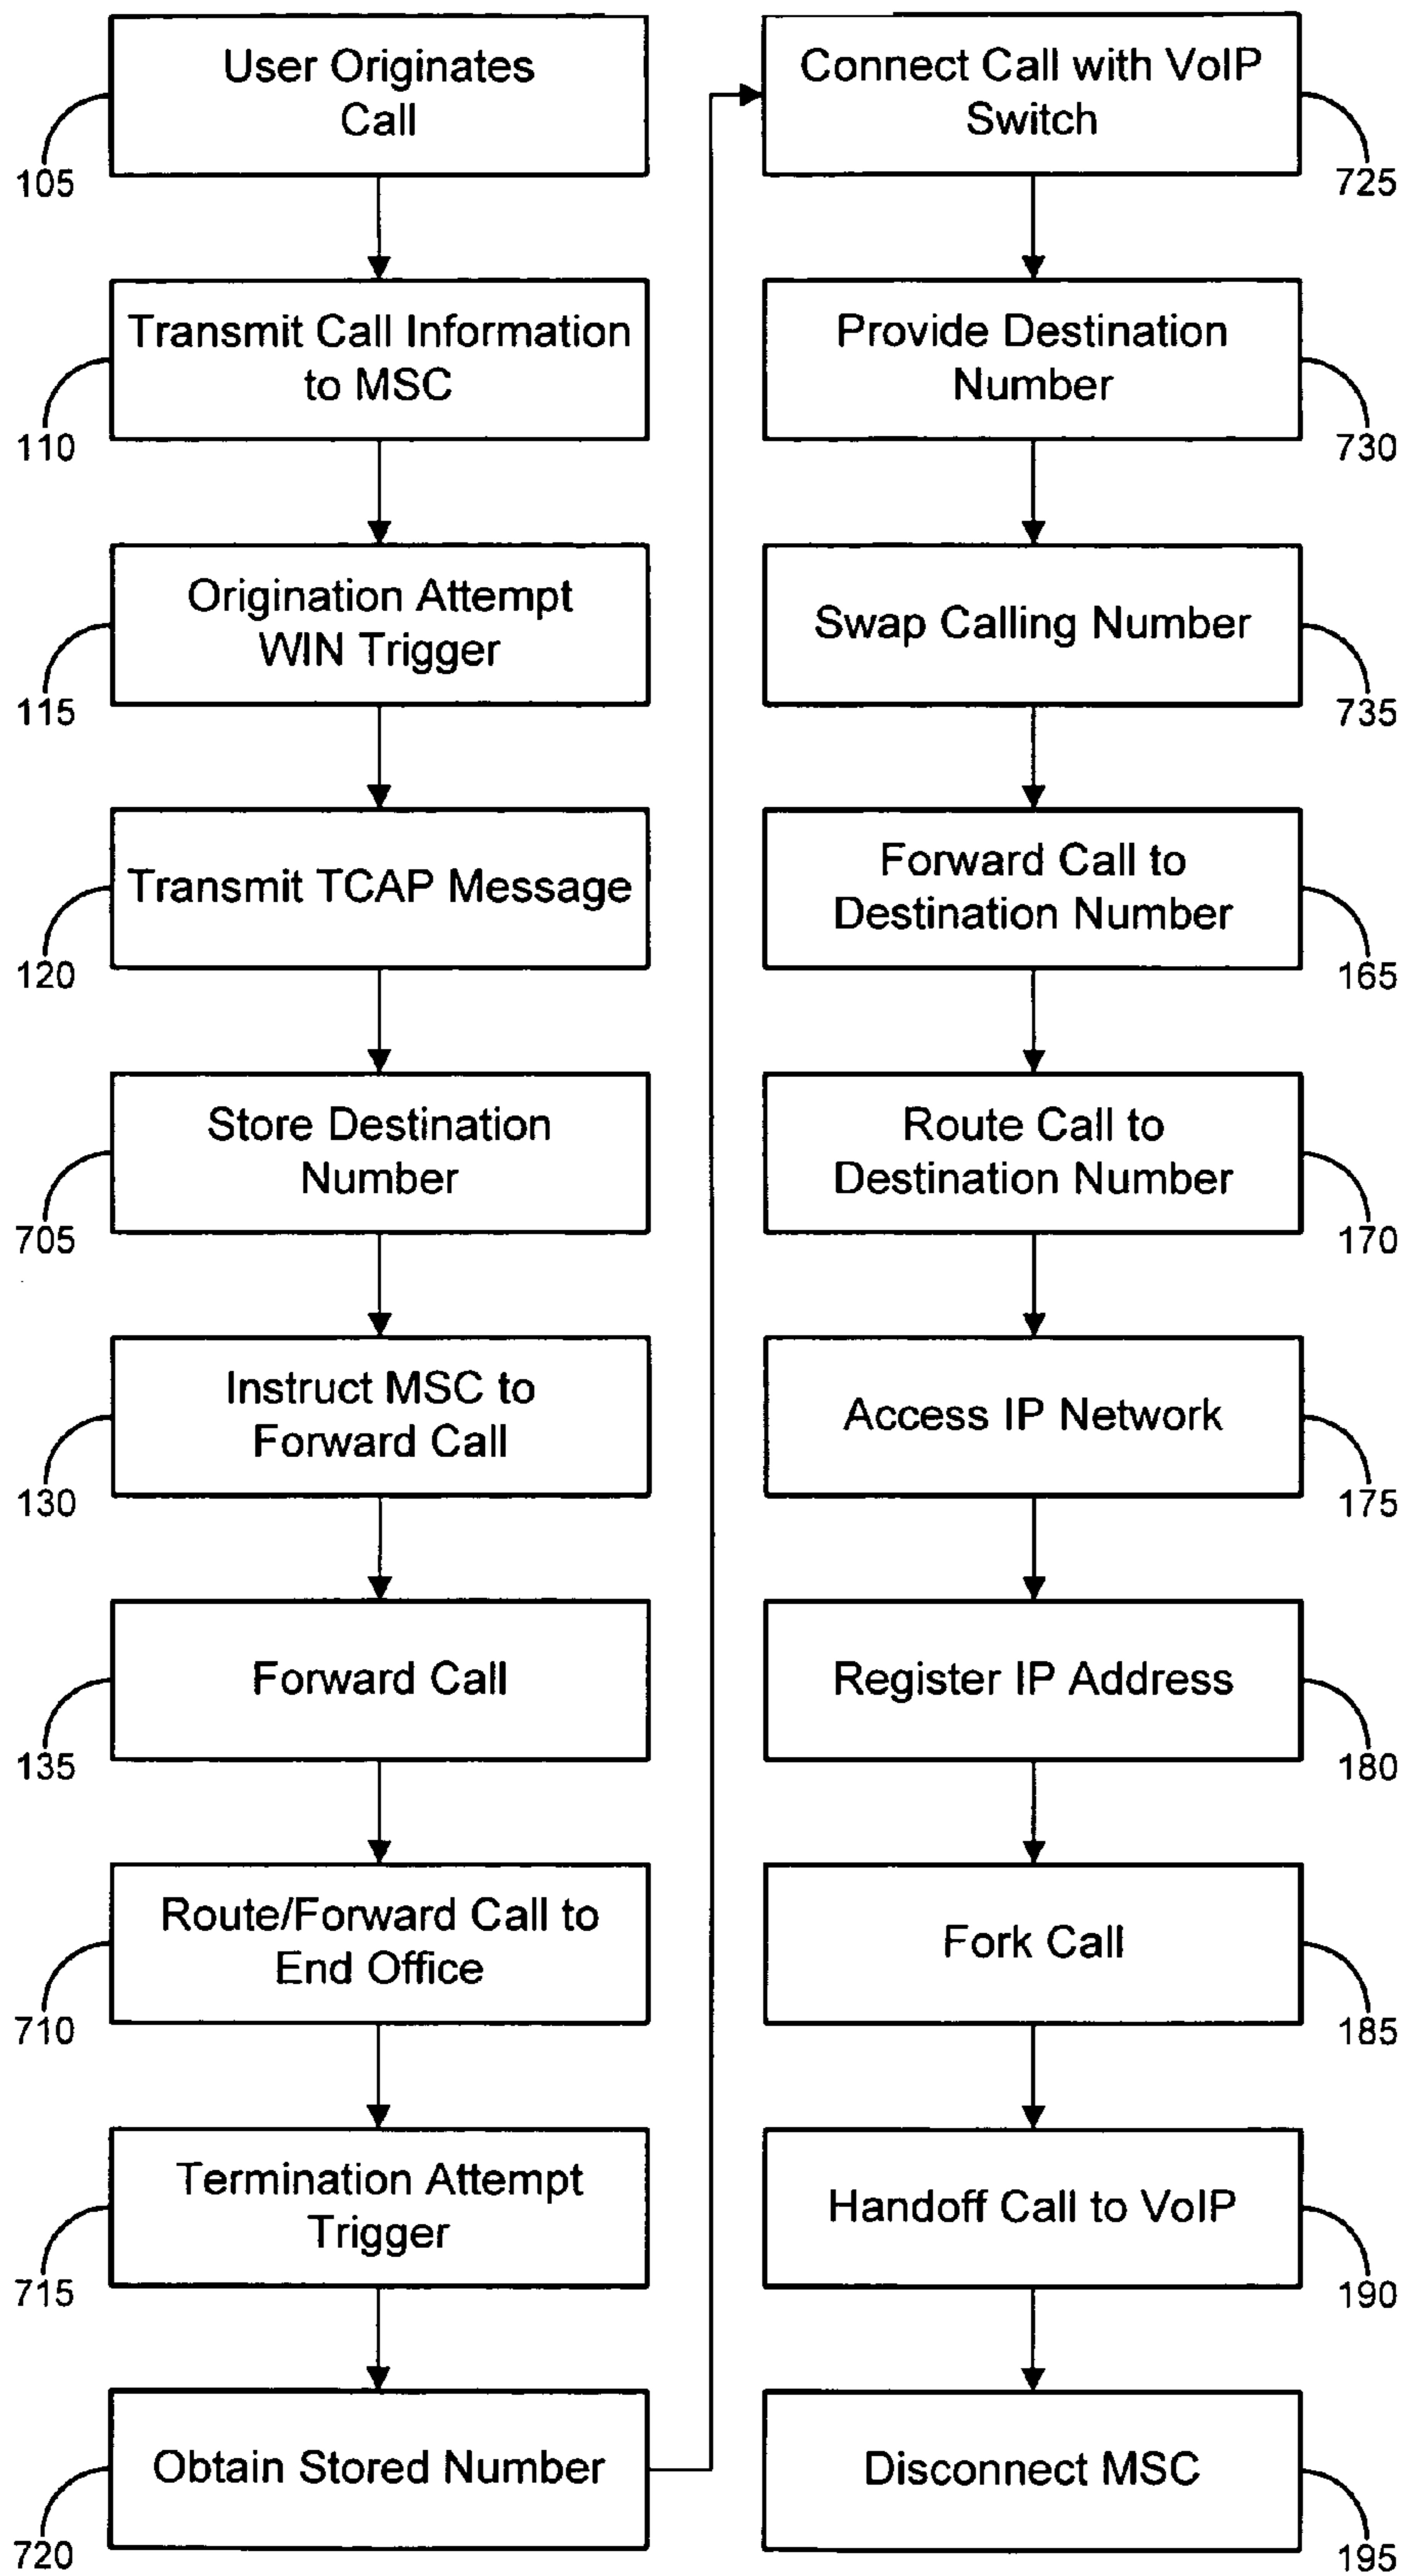 User Originates
Call
105
Transmit Call Information
to MSC
110
Origination Attempt
WIN Trigger
115
Transmit TCAP Message
120
Store Destination
Number
705
Instruct MSC to
Forward Call
130
Forward Call
135
Route/Forward Call to
End Office
710
Termination Attempt
Trigger
715
Obtain Stored Number
720
Connect Call with VoIP
Switch
725
Provide Destination
Number
730
Swap Calling Number
735
Forward Call to
Destination Number
165
Route Call to
Destination Number
170
Access IP Network
175
Register IP Address
180
Fork Call
185
Handoff Call to VoIP
190
Disconnect MSC
195